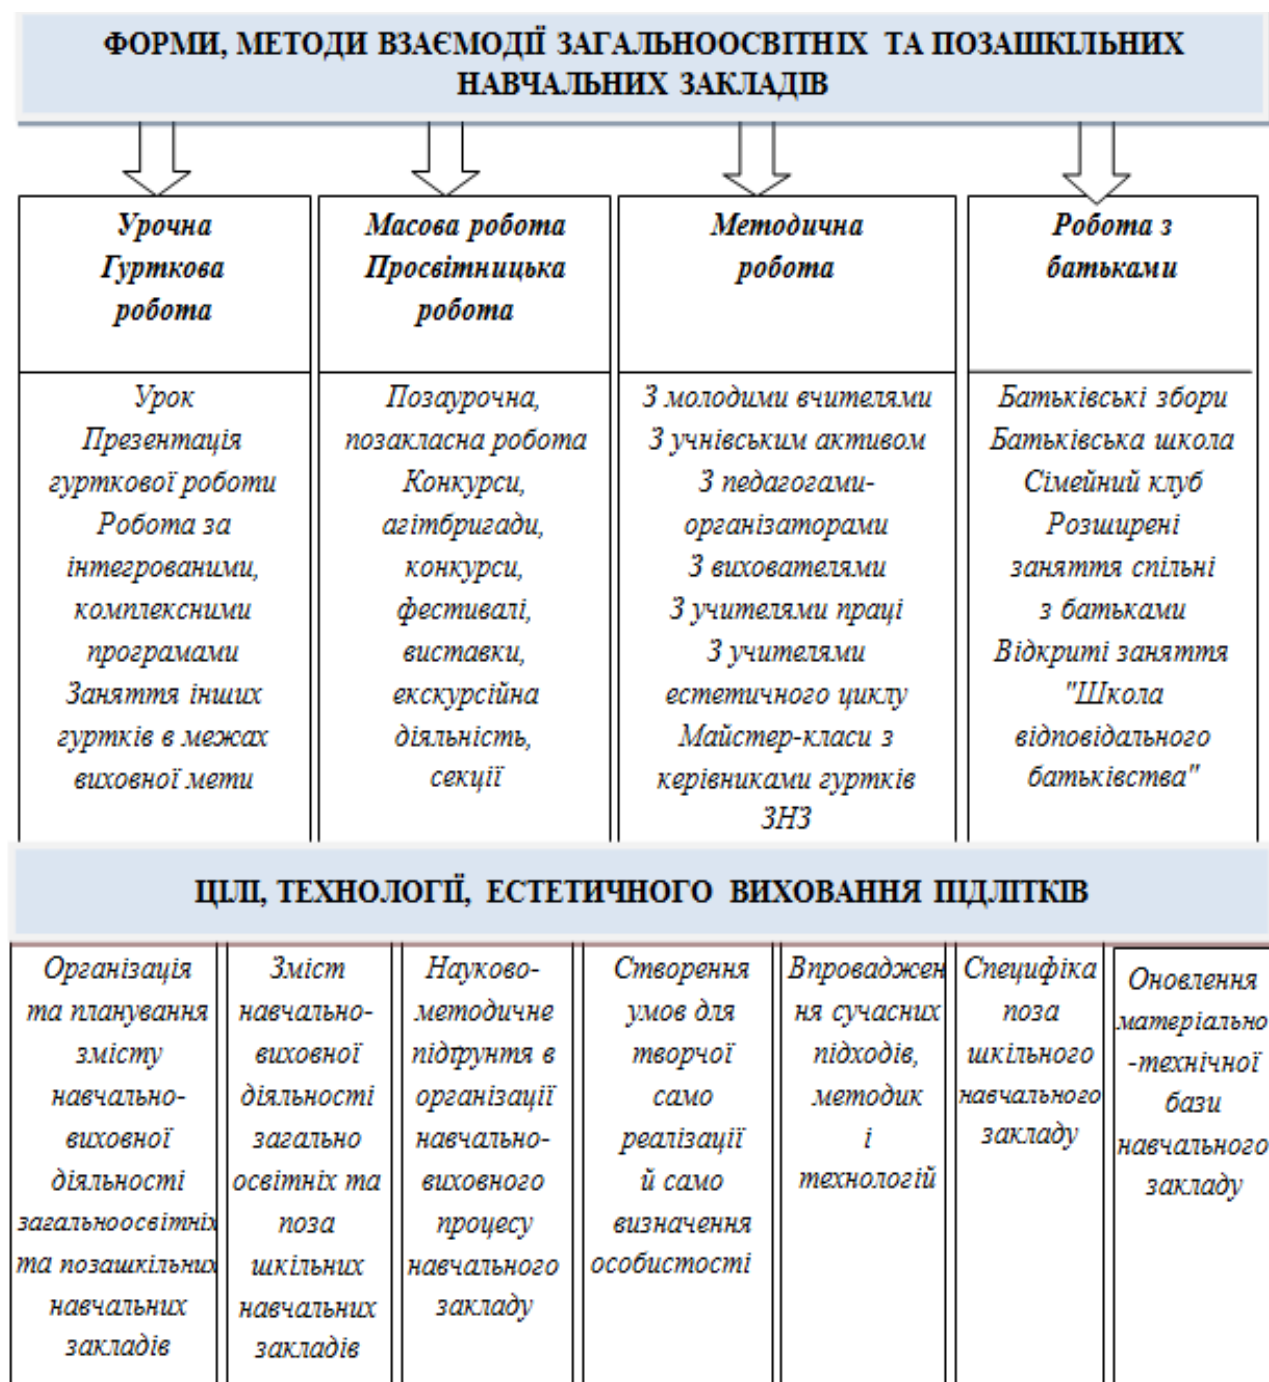 ФОРМИ, МЕТОДИ ВЗАЄМОДІЇ ЗАГАЛЬНООСВІТНІХ ТА ПОЗАШКІЛЬНИХ
НАВЧАЛЬНИХ ЗАКЛАДІВ
Урочна
Гурткова
робота
Масова робота
Просвітницька
робота
Методична
робота
Робота з
батьками
Урок
Презентація
гурткової роботи
Робота за
інтегрованими,
комплексними
програмами
Заняття інших
гуртків в межах
виховної мети
Позаурочна,
позакласна робота
Конкурси,
агітбригади,
конкурси,
фестивалі,
виставки,
екскурсійна
діяльність,
секції
З молодими вчителями
З учнівським активом
З педагогами-
організаторами
З вихователями
З учителями праці
З учителями
естетичного циклу
Майстер-класи з
керівниками гуртків
ЗНЗ
Батьківські збори
Батьківська школа
Сімейний клуб
Розширені
заняття спільні
з батьками
Відкриті заняття
"Школа
відповідального
батьківства"
ЦІЛІ, ТЕХНОЛОГІЇ, ЕСТЕТИЧНОГО ВИХОВАННЯ ПІДЛІТКІВ
Організація
та планування
змісту
навчально-
виховної
діяльності
загальноосвітніх
та позашкільних
навчальних
закладів
Зміст
навчально-
виховної
діяльності
загально
освітніх та
поза
шкільних
навчальних
закладів
Науково-
методичне
підґрунтя в
організації
навчально-
виховного
процесу
навчального
закладу
Створення
умов для
творчої
само
реалізації
й само
визначення
особистості
Впроваджен
ня сучасних
підходів,
методик
і
технологій
Специфіка
поза
шкільного
навчального
закладу
Оновлення
матеріально
-технічної
бази
навчального
закладу